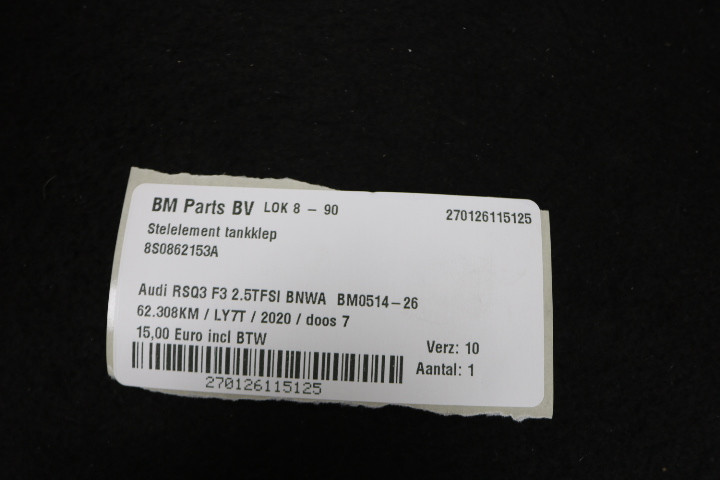 BM Parts BV LOK 8 - 90 270126115125
Stelelement tankklep
8S0862153A
Audi RSQ3 F3 2.5TFSI BNWA BM0514-26
62.308KM / LY7T / 2020 / doos 7
15,00 Euro incl BTW
Verz: 10
Aantal: 1
270126115125